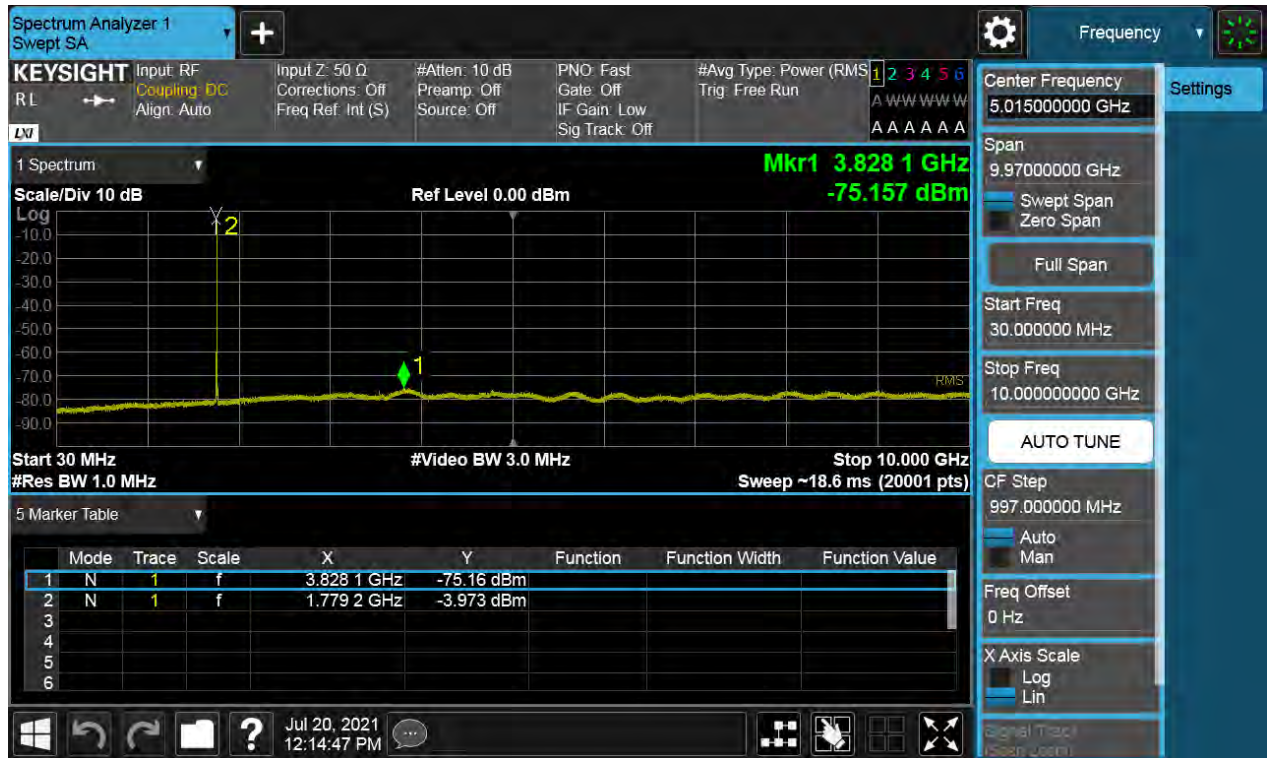 Spectrum Analyzer 1
Swept SA
+
Frequency
KEYSIGHT
RL
LXI
Input: RF
Coupling: DC
Align: Auto
Input Z: 50 Ω
Corrections: Off
Freq Ref: Int (S)
#Atten: 10 dB
Preamp: Off
Source: Off
PNO: Fast
Gate: Off
IF Gain: Low
Sig Track: Off
#Avg Type: Power (RMS
Trig: Free Run
1 2 3 4 5 6
A W W W W W
A A A A A A
1 Spectrum
Mkr1 3.828 1 GHz
-75.157 dBm
Scale/Div 10 dB
Ref Level 0.00 dBm
Log
-10.0
-20.0
-30.0
-40.0
-50.0
-60.0
-70.0
-80.0
-90.0
2
1
RMS
Start 30 MHz
#Video BW 3.0 MHz
Stop 10.000 GHz
#Res BW 1.0 MHz
Sweep ~18.6 ms (20001 pts)
5 Marker Table
Mode Trace Scale X Y Function Function Width Function Value
1 N 1 f 3.828 1 GHz -75.16 dBm
2 N 1 f 1.779 2 GHz -3.973 dBm
3
4
5
6
?
Jul 20, 2021
12:14:47 PM
Settings
Center Frequency
5.015000000 GHz
Span
9.97000000 GHz
Swept Span
Zero Span
Full Span
Start Freq
30.000000 MHz
Stop Freq
10.000000000 GHz
AUTO TUNE
CF Step
997.000000 MHz
Auto
Man
Freq Offset
0 Hz
X Axis Scale
Log
Lin
Signal Track
(Span Zoom)